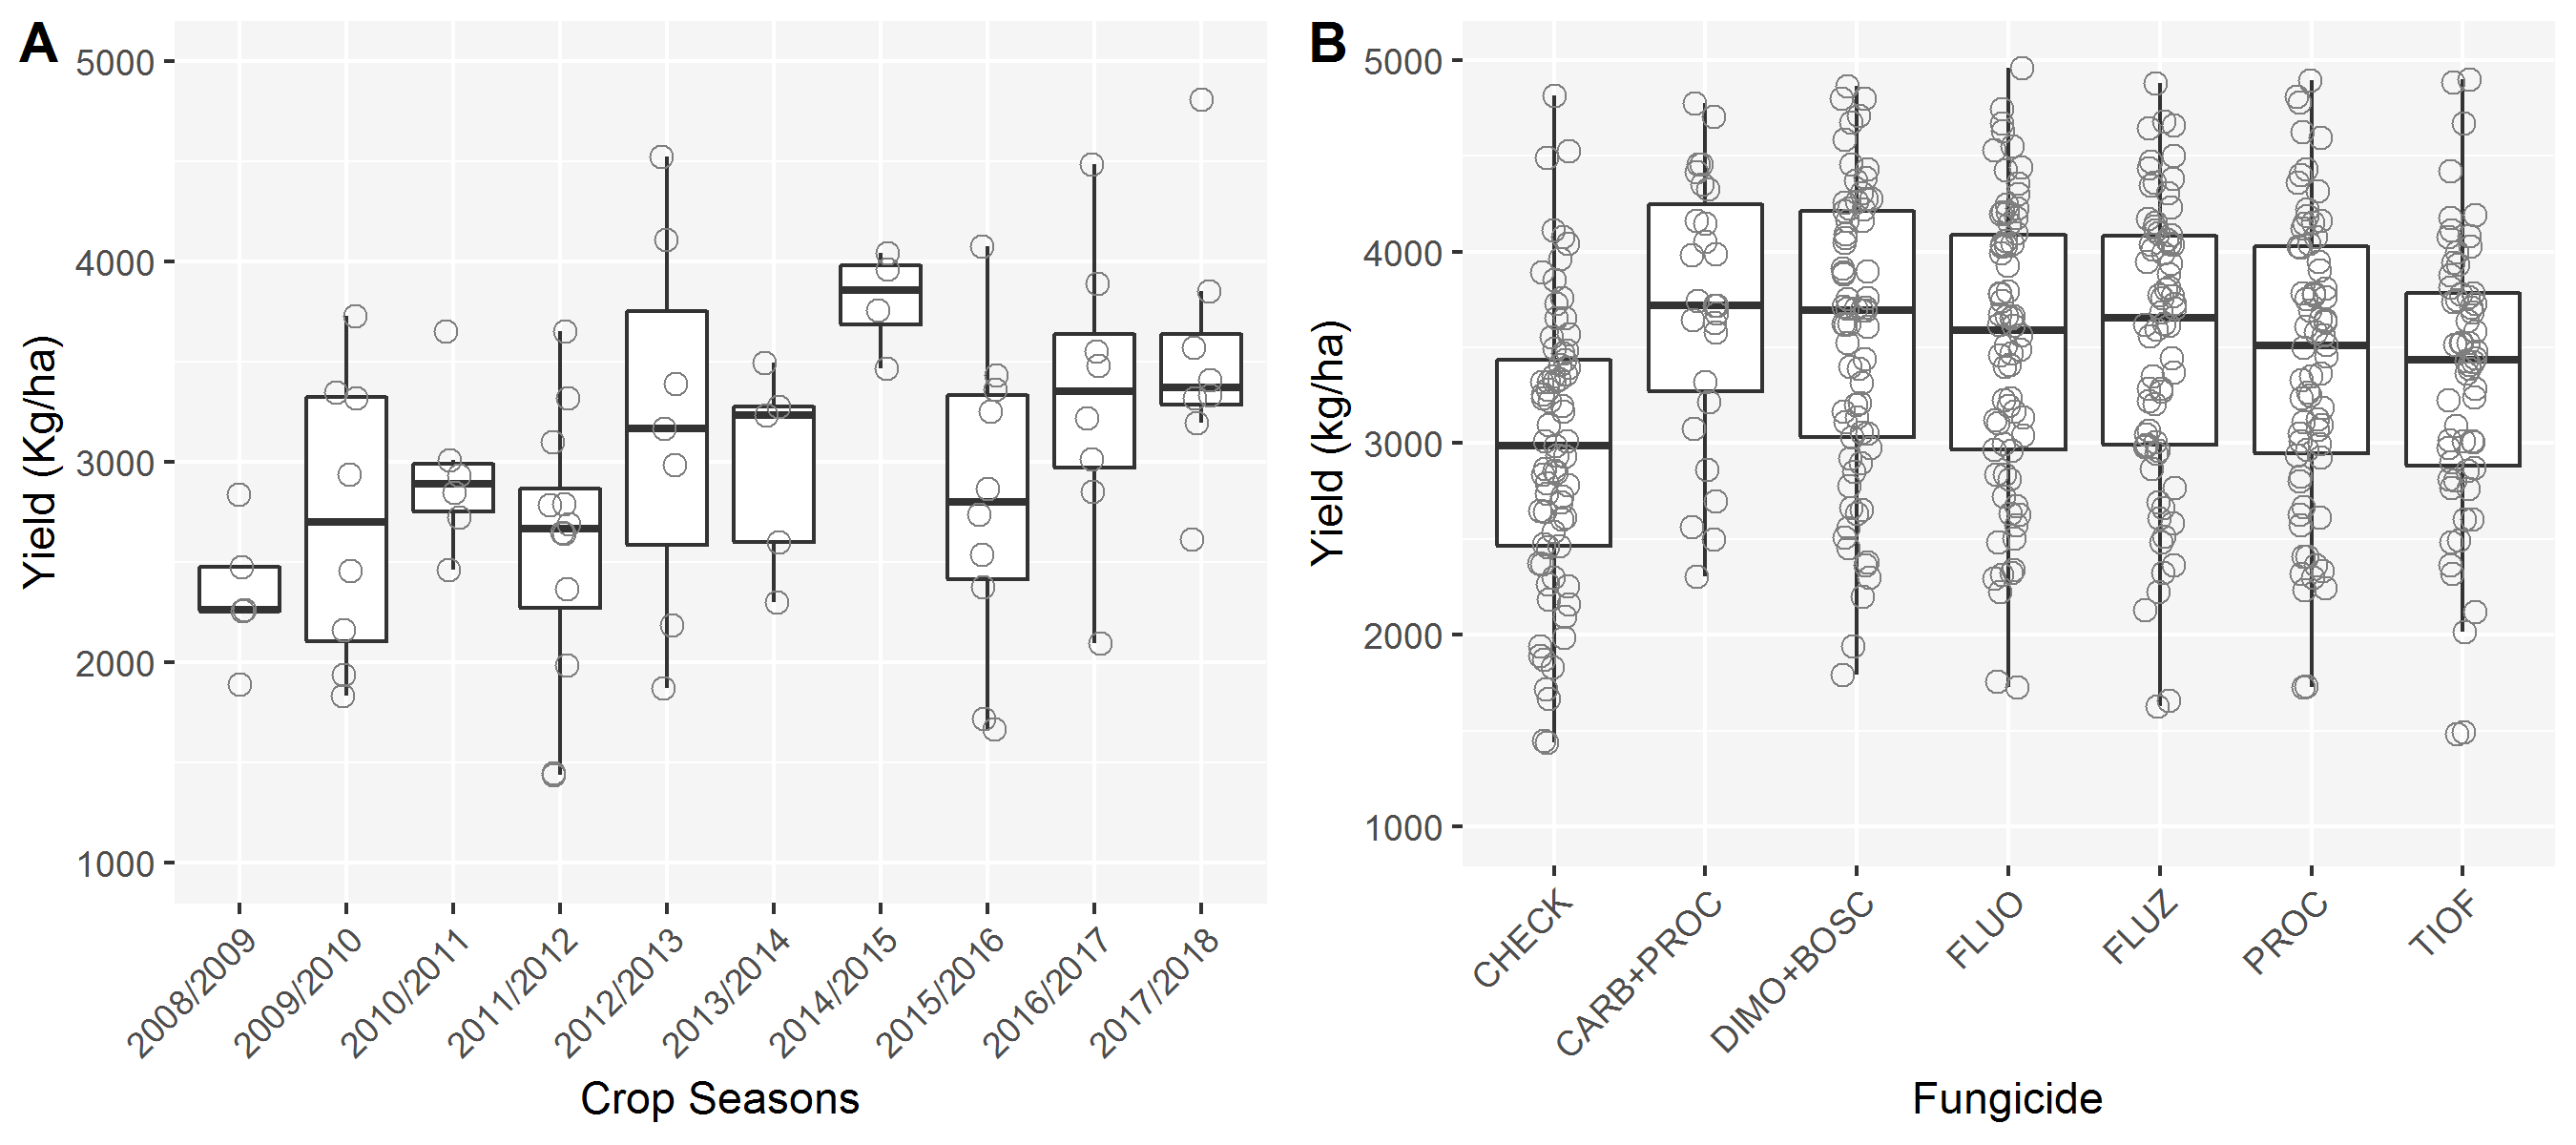 A
Yield (Kg/ha)
5000
4000
3000
2000
1000
2008/2009
2009/2010
2010/2011
2011/2012
2012/2013
2013/2014
2014/2015
2015/2016
2016/2017
2017/2018
Crop Seasons
B
Yield (kg/ha)
5000
4000
3000
2000
1000
CHECK
CARB+PROC
DIMO+BOSC
FLUO
FLUZ
PROC
TIOF
Fungicide